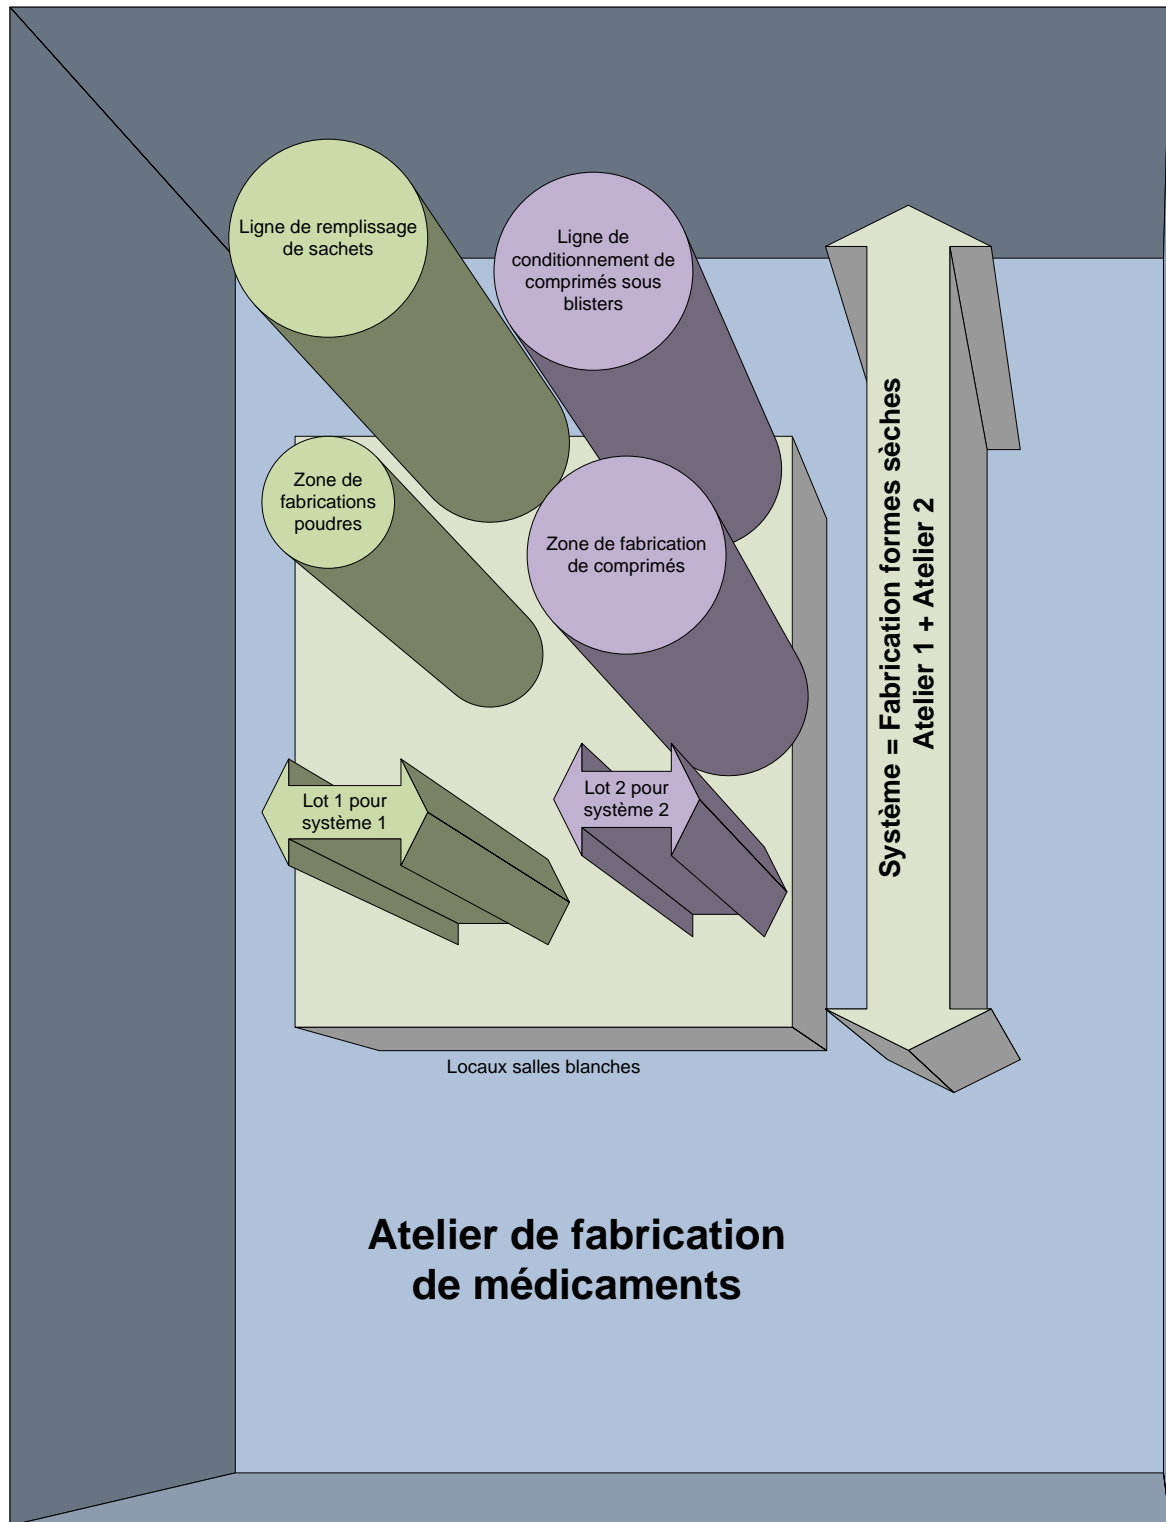 Ligne de remplissage
de sachets
Ligne de
conditionnement de
comprimés sous
blisters
Zone de
fabrications
poudres
Zone de fabrication
de comprimés
Lot 1 pour
système 1
Lot 2 pour
système 2
Système = Fabrication formes sèches
Atelier 1 + Atelier 2
Locaux salles blanches
Atelier de fabrication
de médicaments